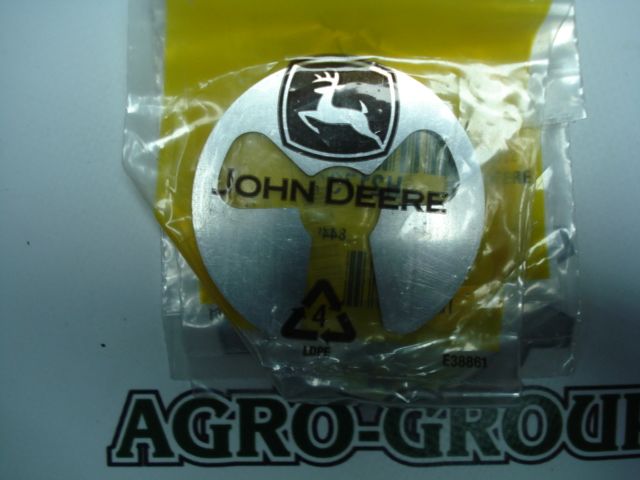 JOHN DEERE
4
LDPE
E38861
AGRO-GROU